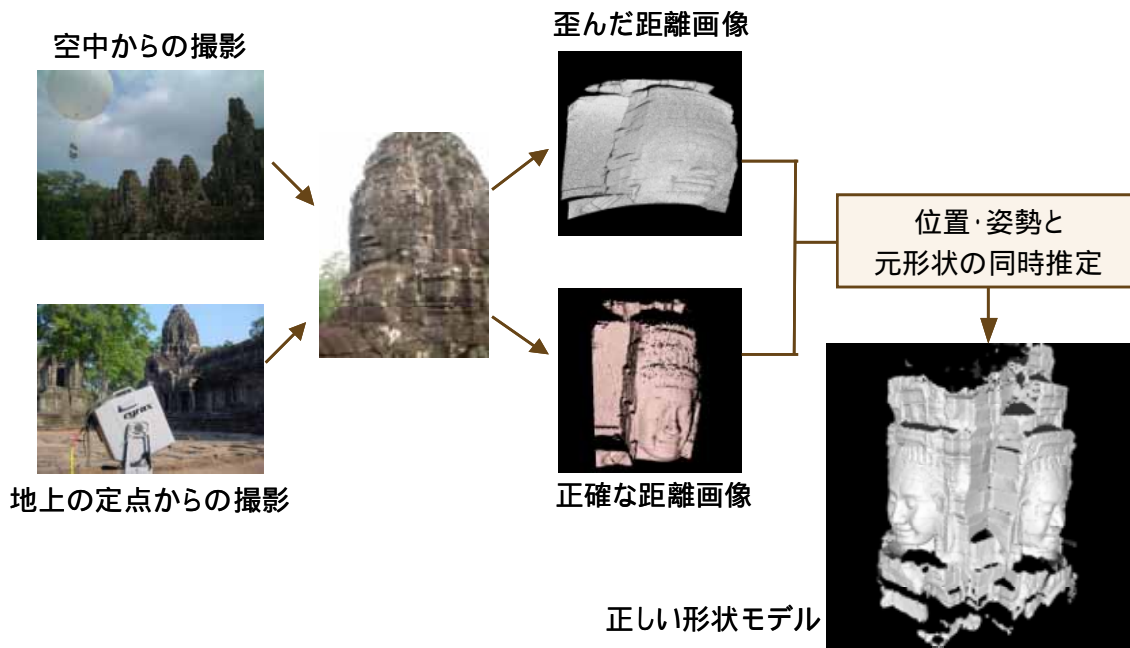 空中からの撮影
歪んだ距離画像
位置・姿勢と
元形状の同時推定
cyrax
地上の定点からの撮影
正確な距離画像
正しい形状モデル